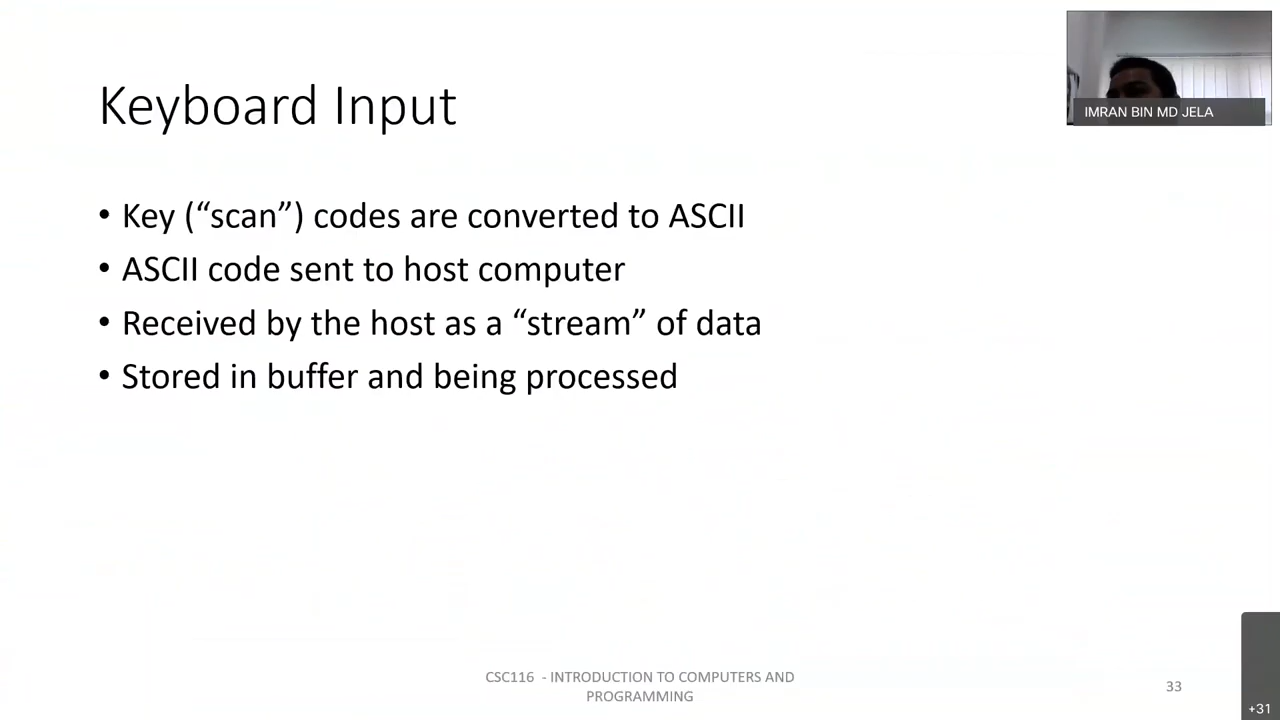 IMRAN BIN MD JELA
Keyboard Input
• Key (“scan”) codes are converted to ASCII
• ASCII code sent to host computer
• Received by the host as a “stream” of data
• Stored in buffer and being processed
CSC116 - INTRODUCTION TO COMPUTERS AND
PROGRAMMING
33
+31